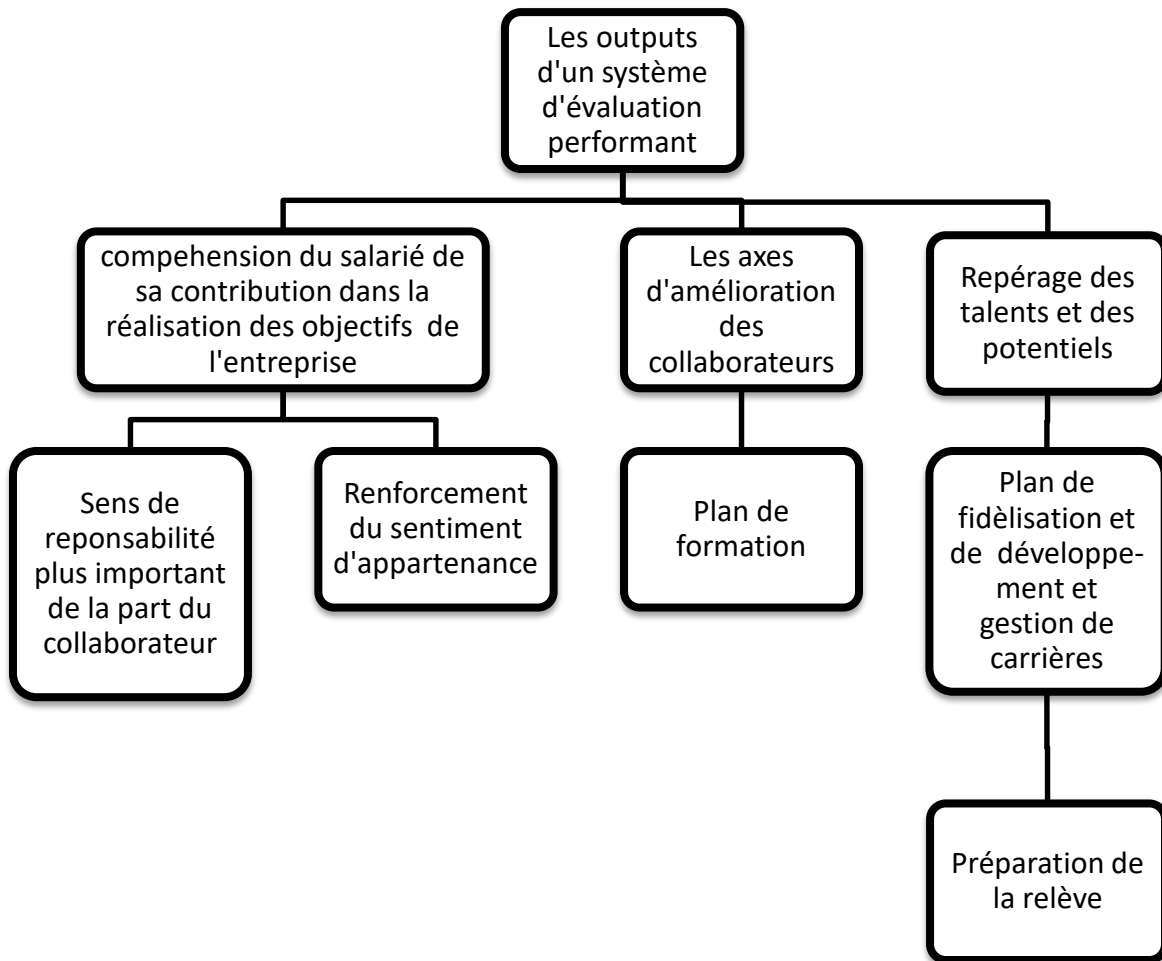 Les outputs
d'un système
d'évaluation
performant
compehension du salarié de
sa contribution dans la
réalisation des objectifs de
l'entreprise
Les axes
d'amélioration
des
collaborateurs
Repérage des
talents et des
potentiels
Sens de
reponsabilité
plus important
de la part du
collaborateur
Renforcement
du sentiment
d'appartenance
Plan de
formation
Plan de
fidèlisation et
de développe-
ment et
gestion de
carrières
Préparation de
la relève